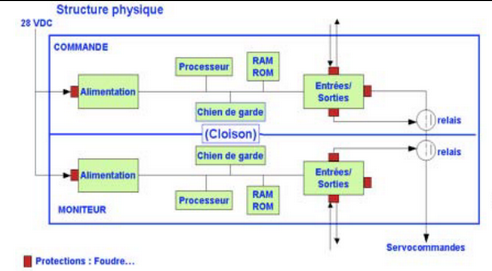 Structure physique
28 VDC
COMMANDE
Processeur
RAM
ROM
Alimentation
Entrées/
Sorties
Chien de garde
relais
(Cloison)
Chien de garde
relais
Alimentation
Entrées/
Sorties
Processeur
RAM
ROM
MONITEUR
Servocommandes
Protections : Foudre...